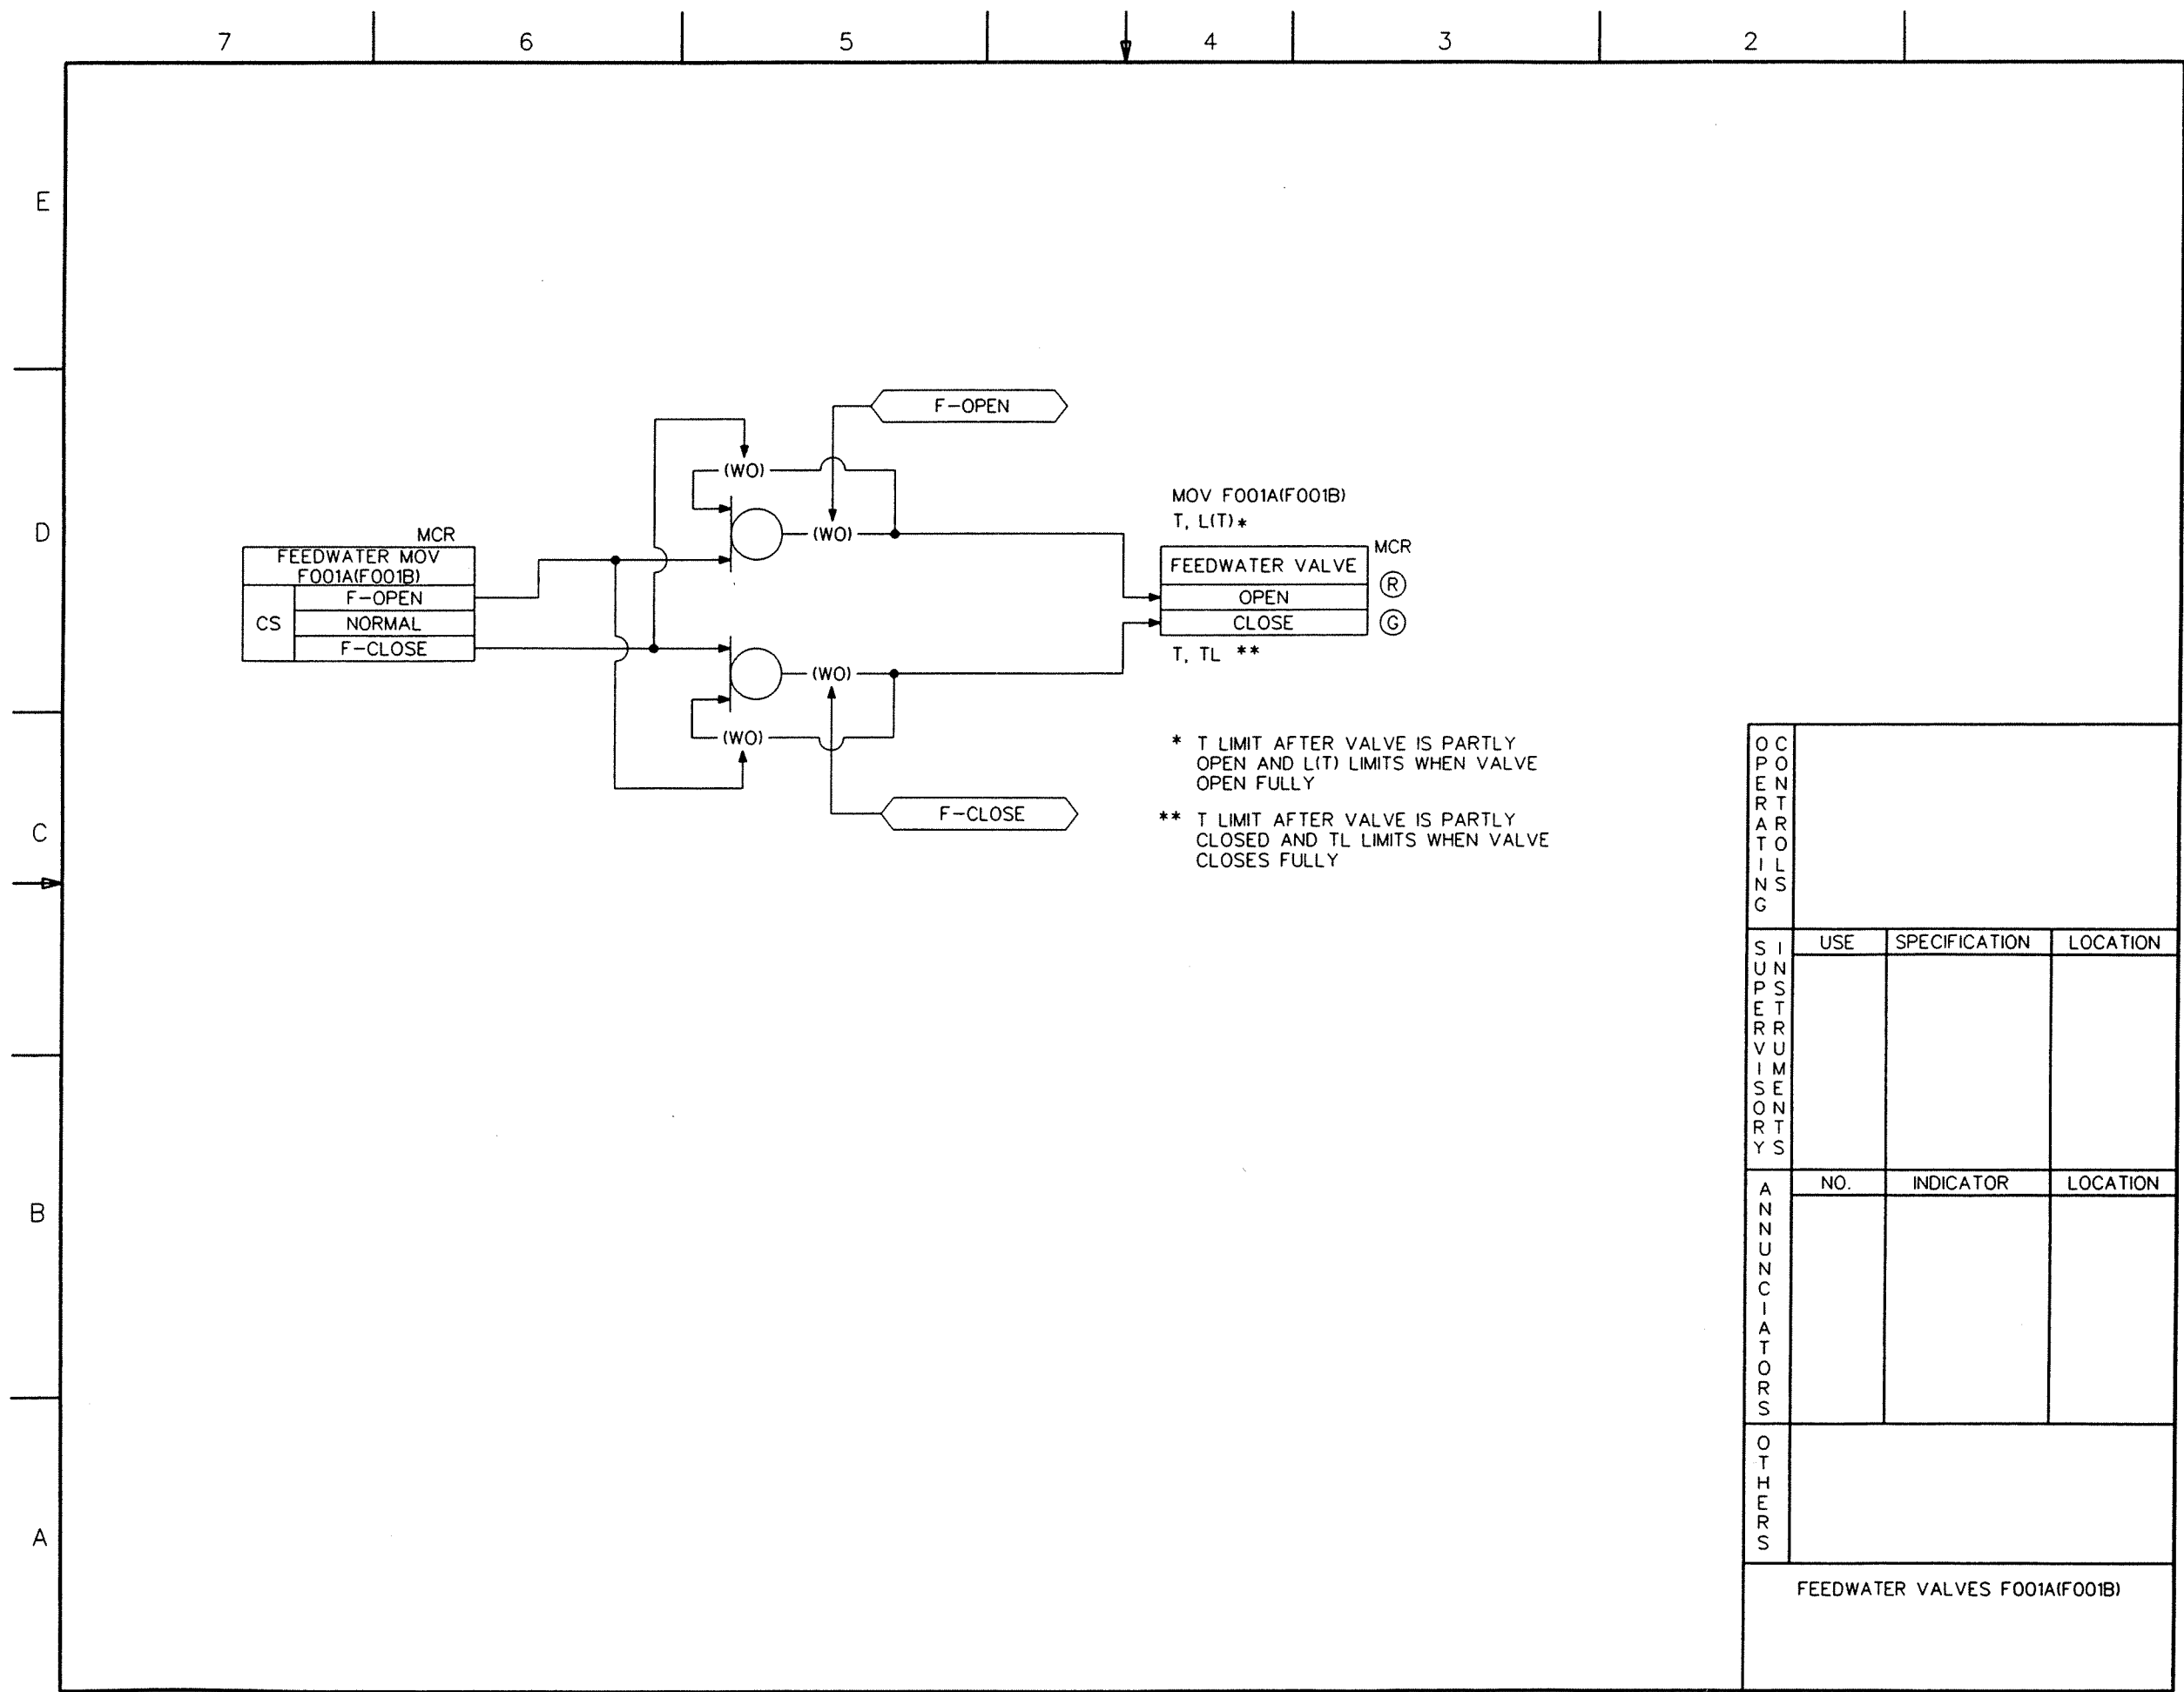 7 6 5 4 3 2
E
D
C
B
A
F-OPEN
(WO)
(WO)
MCR
FEEDWATER MOV
F001A(F001B)
CS
F-OPEN
NORMAL
F-CLOSE
(WO)
(WO)
F-CLOSE
MOV F001A(F001B)
T, L(T)*
MCR
FEEDWATER VALVE
OPEN
CLOSE
R
G
T, TL **
* T LIMIT AFTER VALVE IS PARTLY
OPEN AND L(T) LIMITS WHEN VALVE
OPEN FULLY
** T LIMIT AFTER VALVE IS PARTLY
CLOSED AND TL LIMITS WHEN VALVE
CLOSES FULLY
OPERATING
CONTROLS
SUPERVISORY
INSTRUMENTS
USE SPECIFICATION LOCATION
ANNUNCIATORS
NO. INDICATOR LOCATION
OTHERS
FEEDWATER VALVES F001A(F001B)